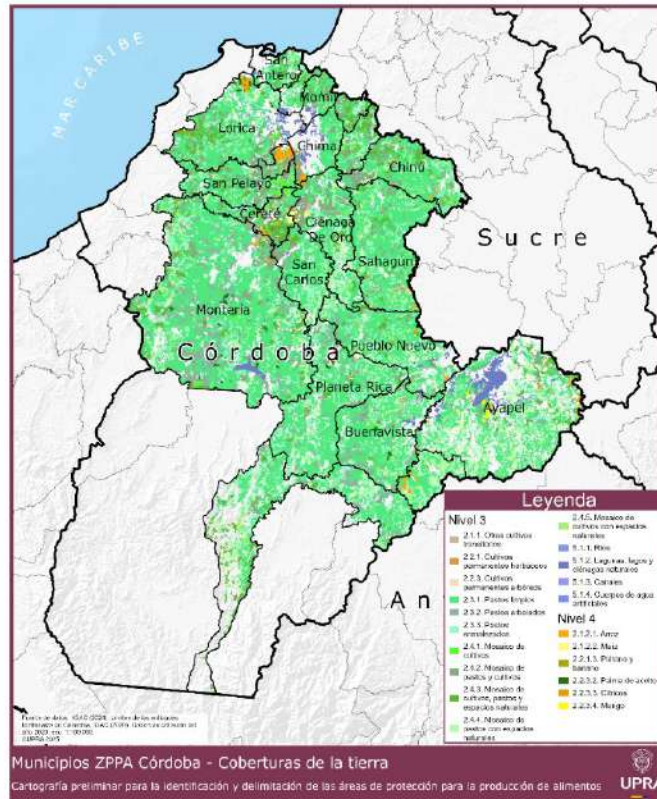 MAR CARIBE
San
Antero
Momil
Lorica
Chima
Chinú
San Pelayo
Cereté
Ciénaga
De Oro
Sucre
Sahagun
San
Carlos
Montería
Córdoba
Pueblo Nuevo
Planeta Rica
Ayapel
Buenavista
An
Leyenda
Nivel 3
2.1.1. Otros cultivos
transitorios
2.2.1. Cultivos
permanentes herbáceos
2.2.3. Cultivos
permanentes arbóreos
2.3.1. Pastos limpios
2.3.2. Pastos arbolados
2.3.3. Pastos
enmalezados
2.4.1. Mosaico de
cultivos
2.4.2. Mosaico de
pastos y cultivos
2.4.3. Mosaico de
cultivos, pastos y
espacios naturales
2.4.4. Mosaico de
pastos con espacios
naturales
2.4.5. Mosaico de
cultivos con espacios
naturales
5.1.1. Ríos
5.1.2. Lagunas, lagos y
ciénagas naturales
5.1.3. Canales
5.1.4. Cuerpos de agua
artificiales
Nivel 4
2.1.2.1. Arroz
2.1.2.2. Maíz
2.2.1.3. Plátano y
banano
2.2.3.2. Palma de aceite
2.2.3.3. Cítricos
2.2.3.4. Mango
Fuente de datos: IGAC (2024)
UPRA 2025
Municipios ZPPA Córdoba - Coberturas de la tierra
Cartografía preliminar para la identificación y delimitación de las áreas de protección para la producción de alimentos
UPRA